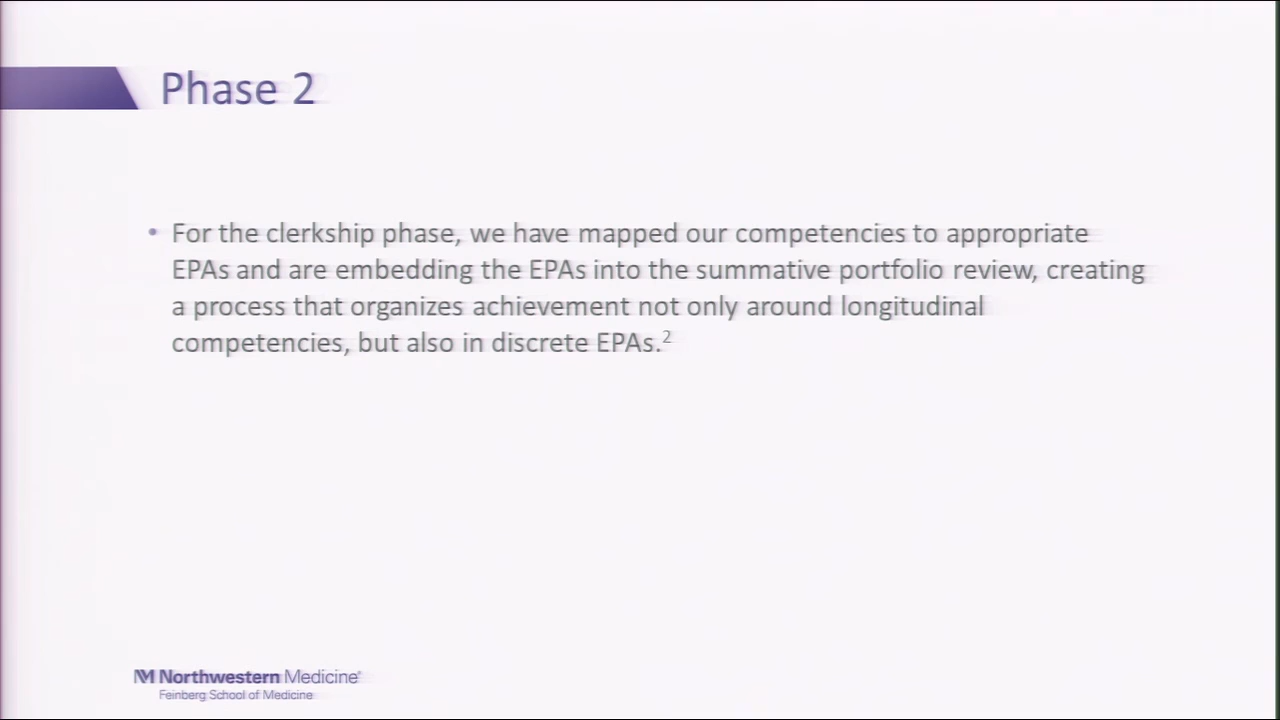 Phase 2
• For the clerkship phase, we have mapped our competencies to appropriate
EPAs and are embedding the EPAs into the summative portfolio review, creating
a process that organizes achievement not only around longitudinal
competencies, but also in discrete EPAs.²
NM Northwestern Medicine®
Feinberg School of Medicine